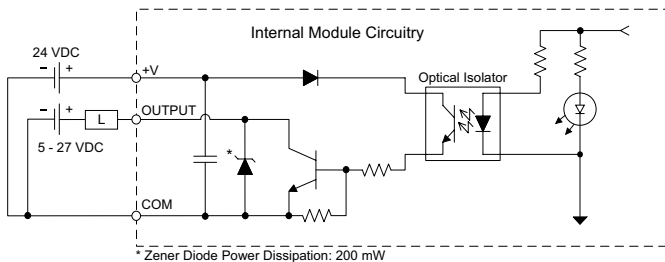 Internal Module Circuitry
24 VDC
- +
+V
Optical Isolator
- +
OUTPUT
L
5 - 27 VDC
*
COM
* Zener Diode Power Dissipation: 200 mW